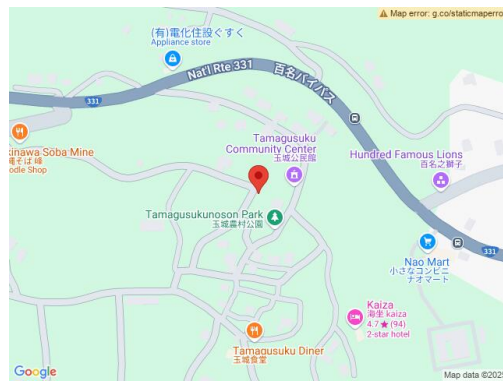 Map error: g.co/staticmaperro
(有)電化住設ぐすく
Appliance store
Nat'l Rte 331
百名バイパス
331
Tamagusuku
Community Center
玉城公民館
Hundred Famous Lions
百名之獅子
inawa Soba Mine
縄そば 峰
odle Shop
Tamagusukunoson Park
玉城農村公園
331
Nao Mart
小さなコンビニ
ナオマート
Kaiza
海坐 kaiza
4.7★(94)
2-star hotel
Tamagusuku Diner
玉城食堂
Google
Map data ©2025